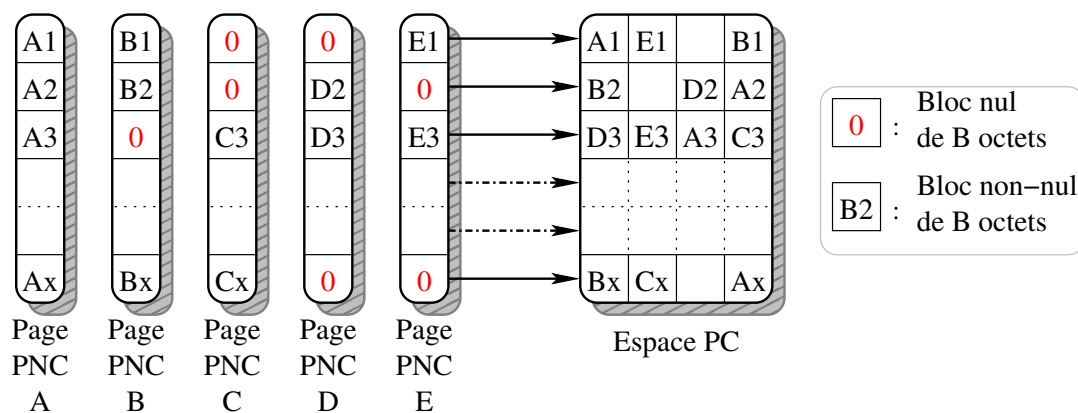 A1 B1 0 0 E1 A1 E1 B1
A2 B2 0 D2 0 B2 D2 A2
A3 0 C3 D3 E3 D3 E3 A3 C3
Ax Bx Cx 0 0 Bx Cx Ax
Page Page Page Page Page
PNC PNC PNC PNC PNC
A B C D E
Espace PC
0 : Bloc nul
de B octets
B2 : Bloc non-nul
de B octets